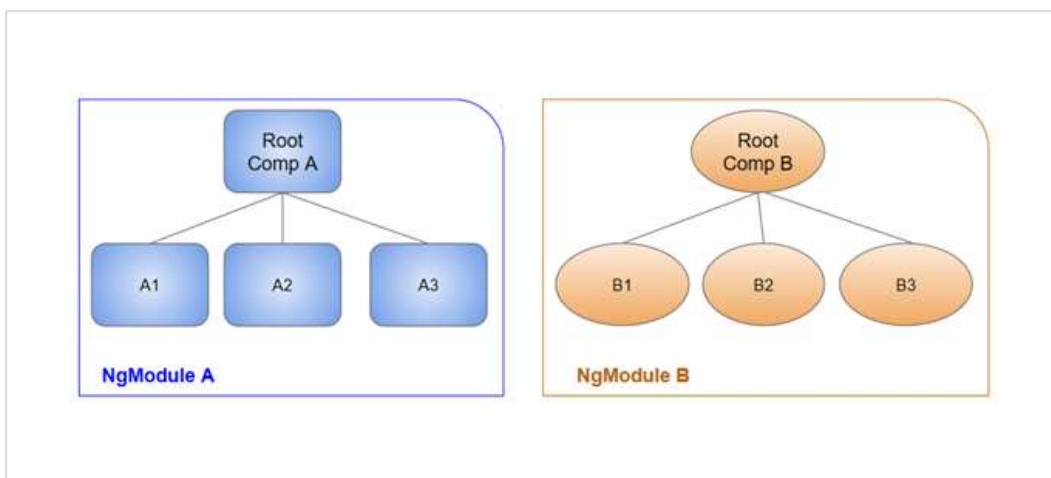 Root
Comp A
A1
A2
A3
NgModule A
Root
Comp B
B1
B2
B3
NgModule B